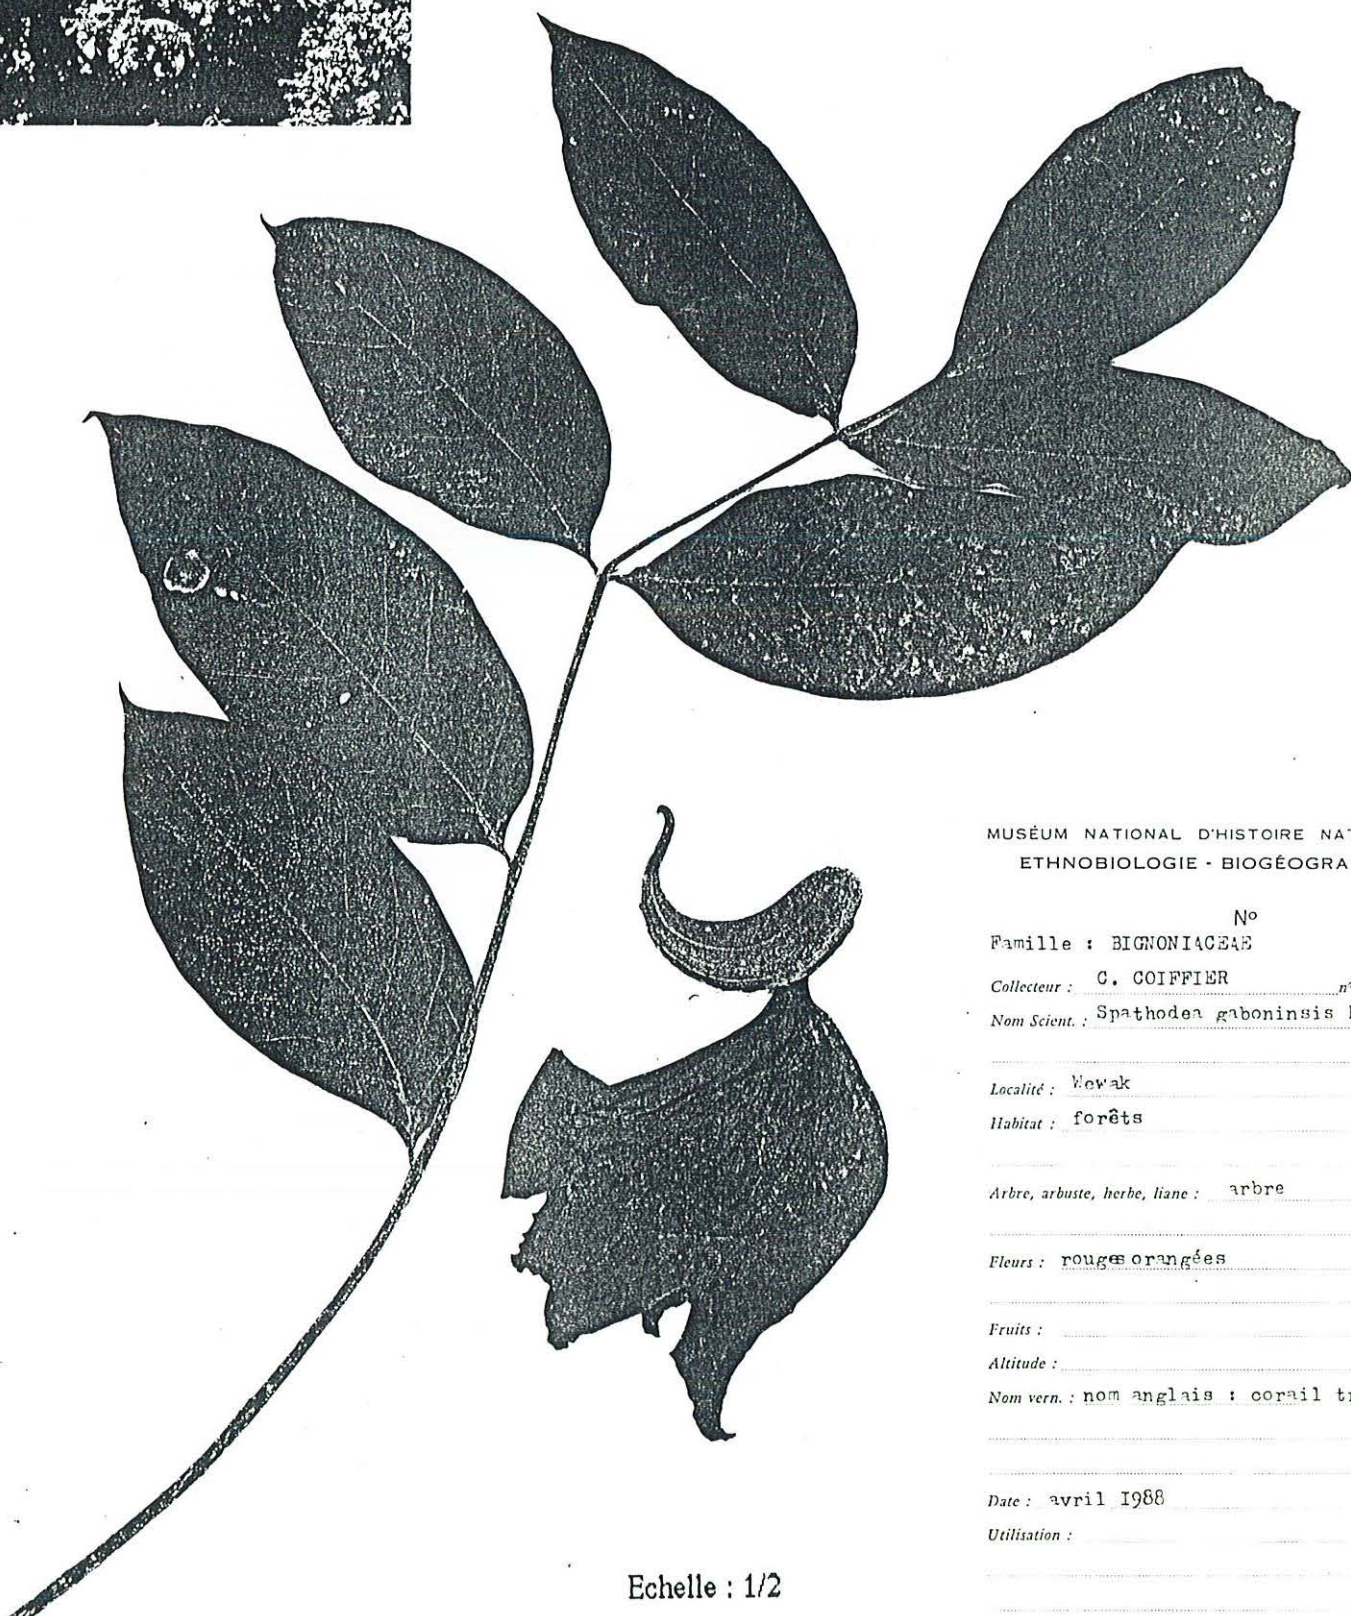 MUSÉUM NATIONAL D'HISTOIRE NAT
ETHNOBIOLOGIE - BIOGÉOGRA
Nº
Famille : BIGNONIACEAE
Collecteur : C. COIFFIER n°
Nom Scient. : Spathodea gaboninsis
Localité : Wewak
Habitat : forêts
Arbre, arbuste, herbe, liane : arbre
Fleurs : rouges orangées
Fruits :
Altitude :
Nom vern. : nom anglais : corail tr
Date : avril I988
Utilisation :
Echelle : 1/2